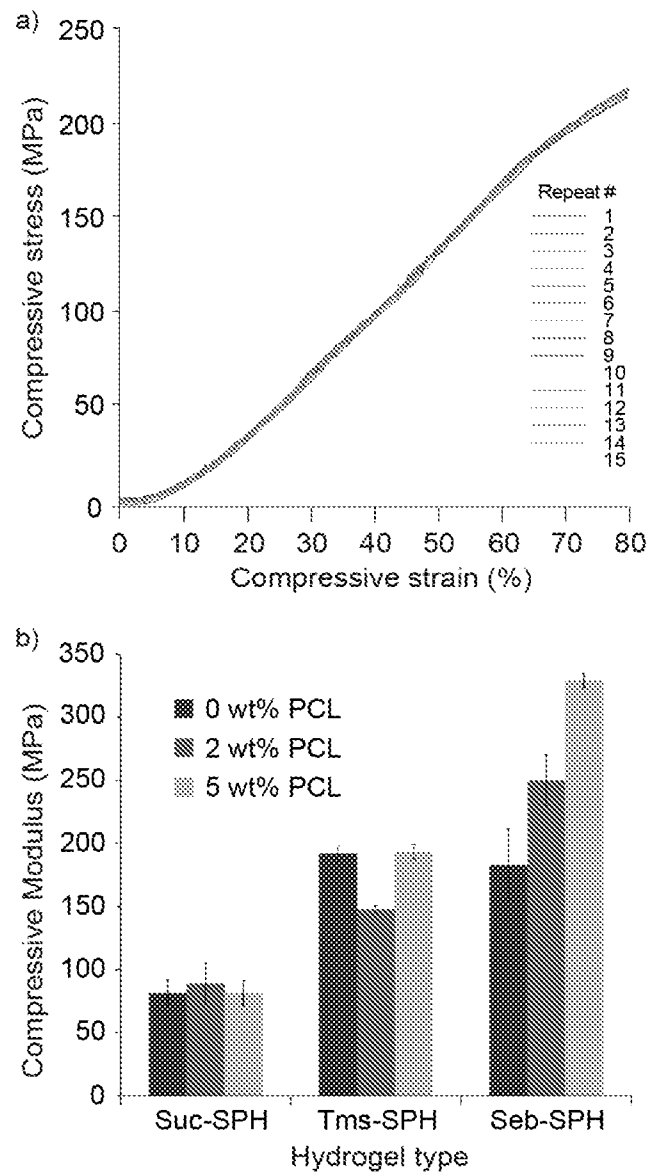 a)
250
200
150
100
50
0
Compressive stress (MPa)
Repeat #
1
2
3
4
5
6
7
8
9
10
11
12
13
14
15
0 10 20 30 40 50 60 70 80
Compressive strain (%)
b)
350
300
250
200
150
100
50
0
Compressive Modulus (MPa)
0 wt% PCL
2 wt% PCL
5 wt% PCL
Suc-SPH Tms-SPH Seb-SPH
Hydrogel type